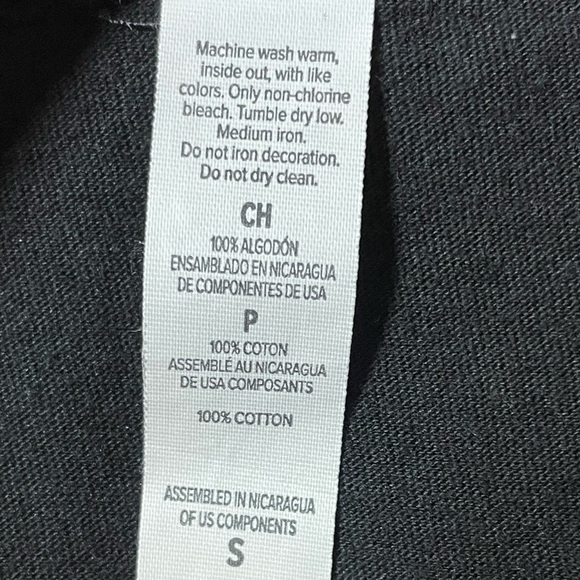 Machine wash warm,
inside out, with like
colors. Only non-chlorine
bleach. Tumble dry low.
Medium iron.
Do not iron decoration.
Do not dry clean.
CH
100% ALGODÓN
ENSAMBLADO EN NICARAGUA
DE COMPONENTES DE USA
P
100% COTON
ASSEMBLÉ AU NICARAGUA
DE USA COMPOSANTS
100% COTTON
ASSEMBLED IN NICARAGUA
OF US COMPONENTS
S